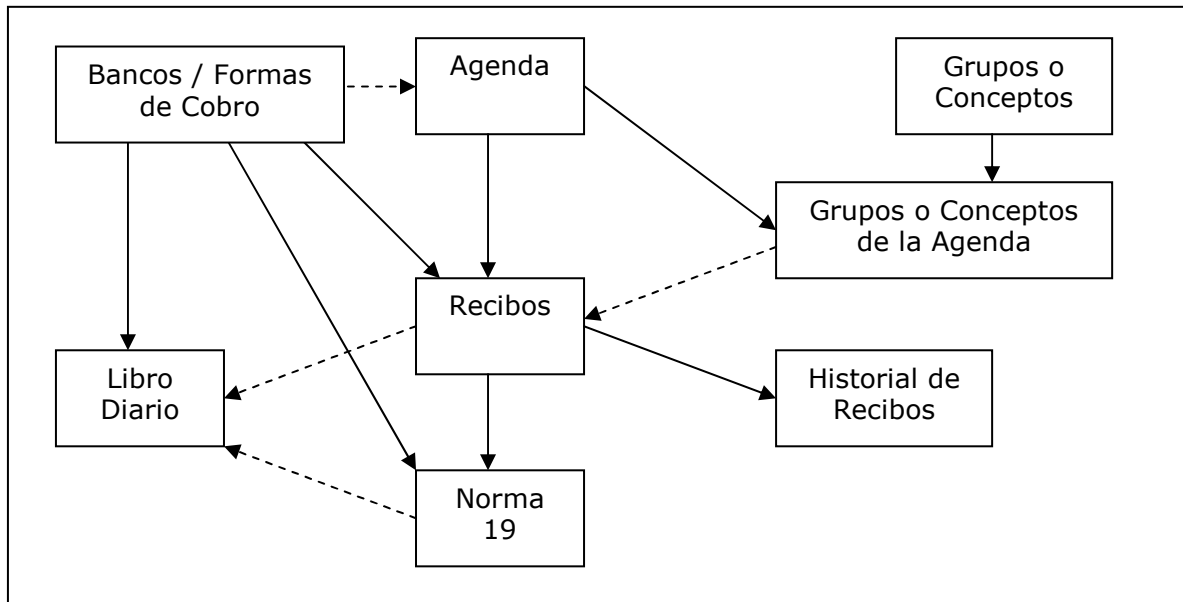 Bancos / Formas
de Cobro
Agenda
Grupos o
Conceptos
Grupos o Conceptos
de la Agenda
Recibos
Libro
Diario
Historial de
Recibos
Norma
19